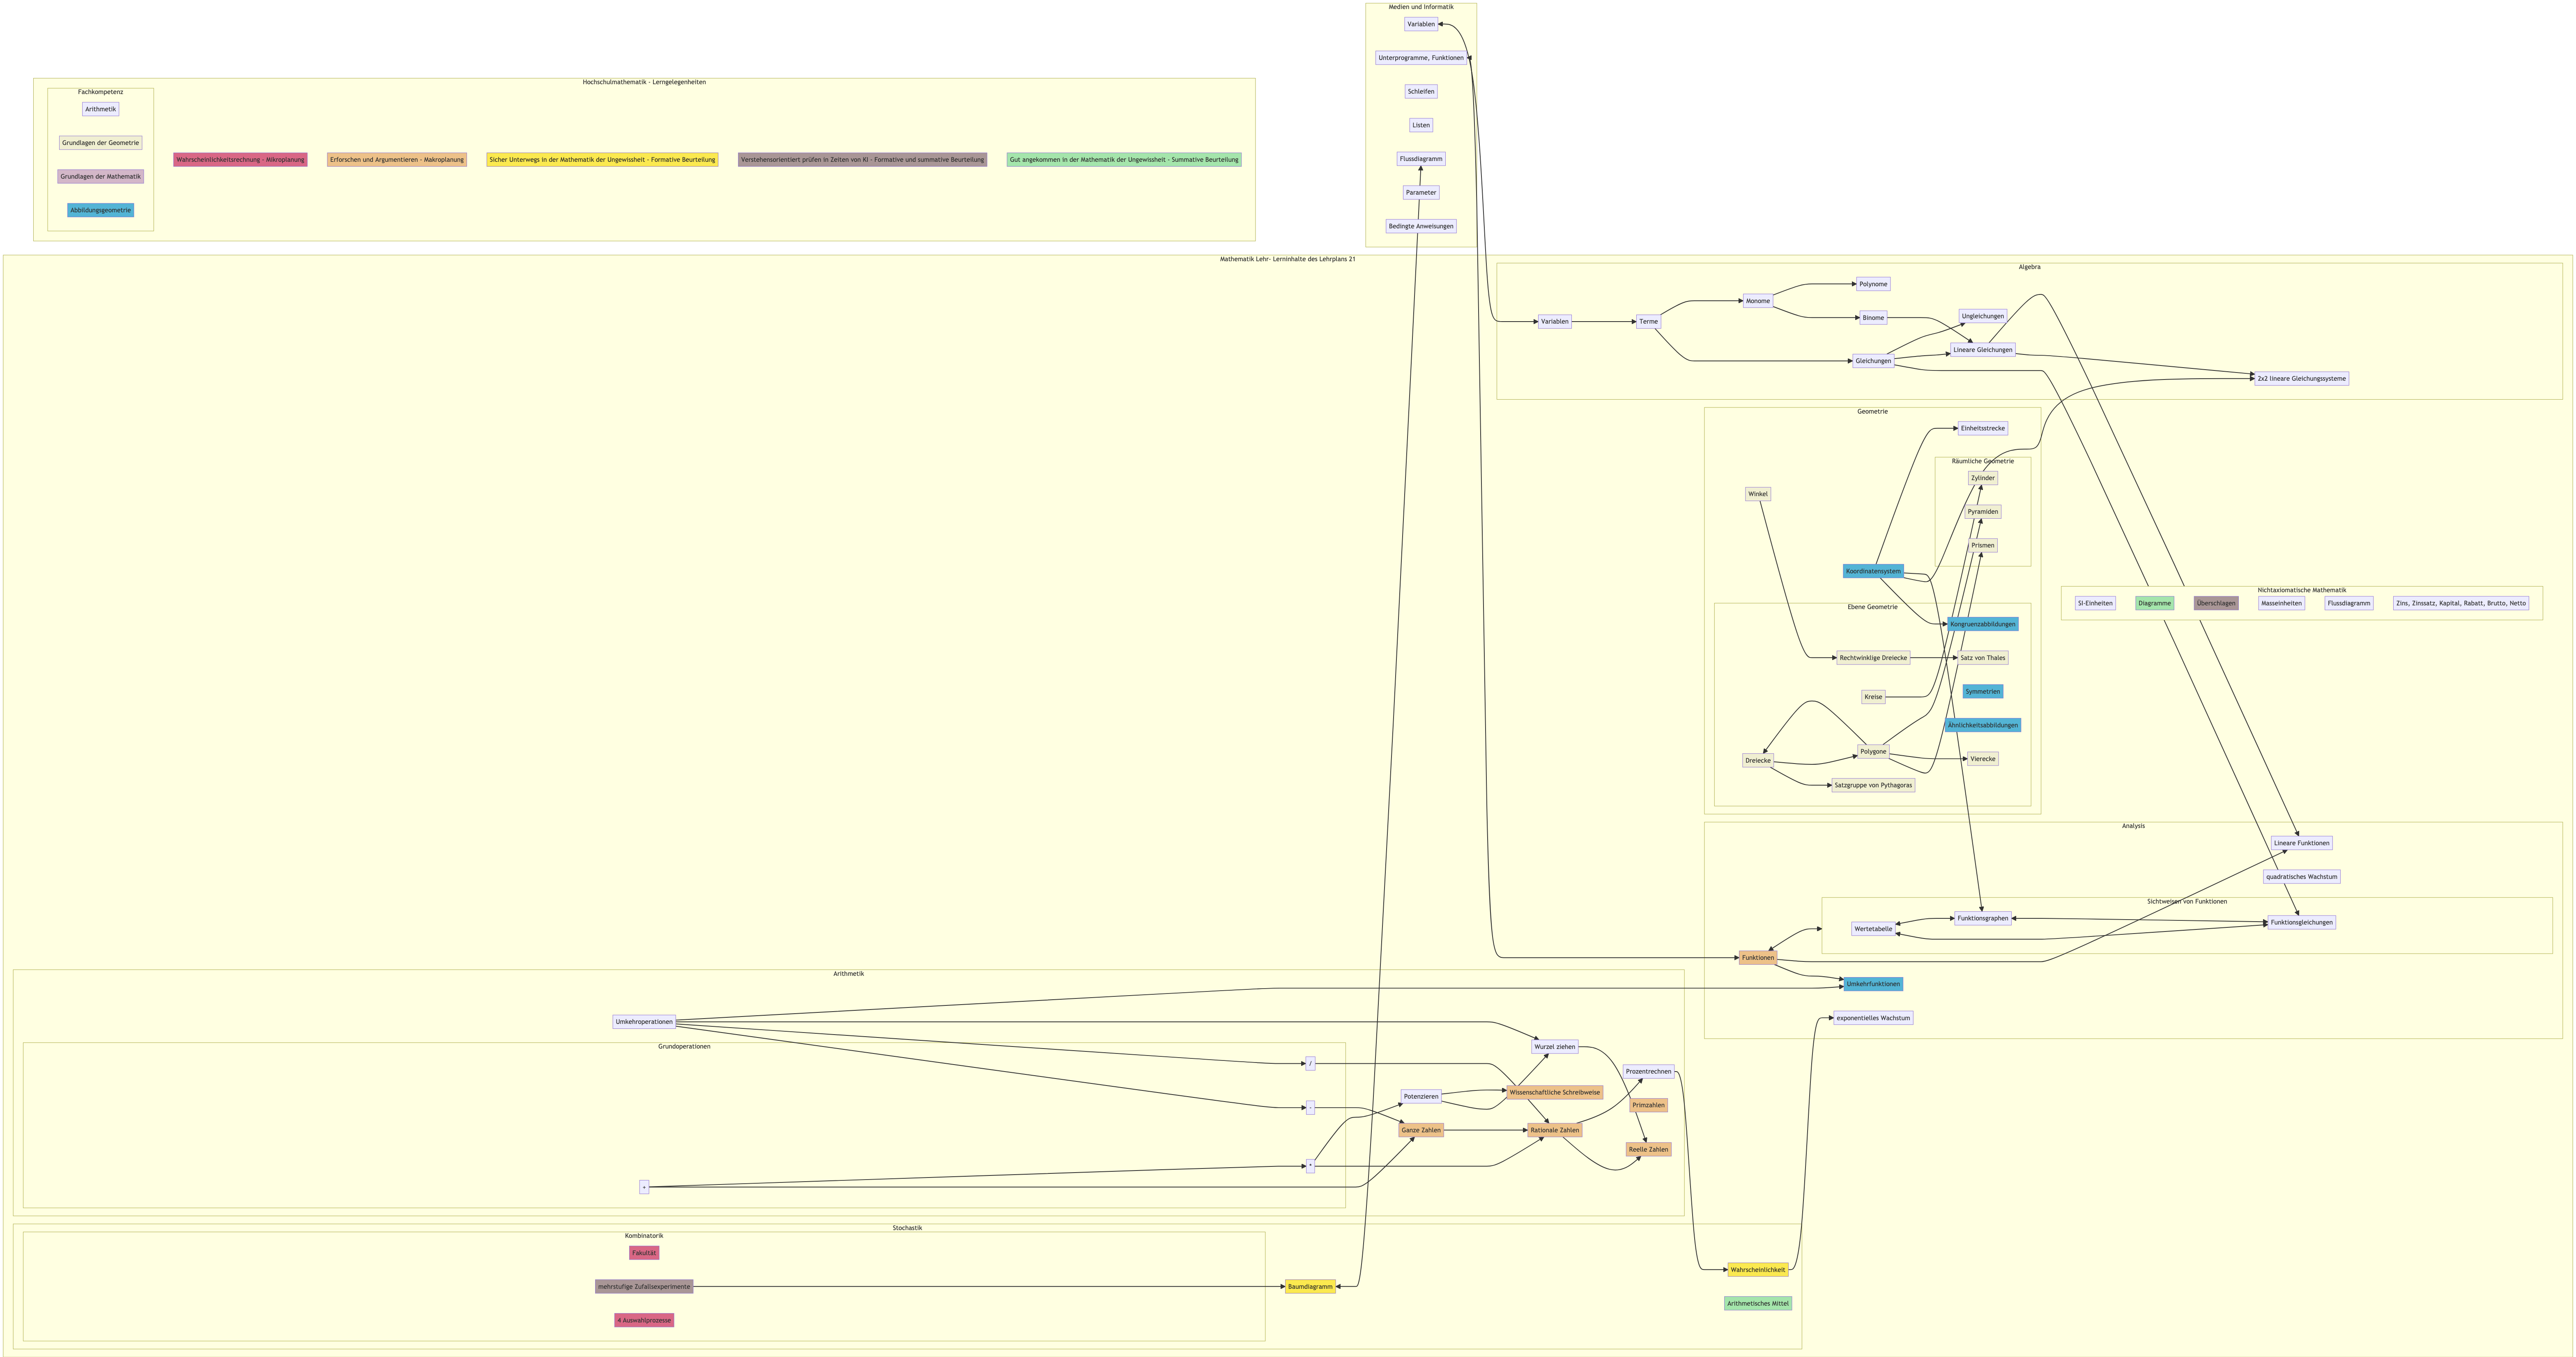 Medien und Informatik
Variablen
Unterprogramme, Funktionen
Schleifen
Listen
Flussdiagramm
Parameter
Bedingte Anweisungen
Hochschulmathematik - Lerngelegenheiten
Fachkompetenz
Arithmetik
Grundlagen der Geometrie
Grundlagen der Mathematik
Abbildungsgeometrie
Wahrscheinlichkeitsrechnung - Mikroplanung
Erforschen und Argumentieren - Makroplanung
Sicher Unterwegs in der Mathematik der Ungewissheit - Formative Beurteilung
Verstehensorientiert prüfen in Zeiten von KI - Formative und summative Beurteilung
Gut angekommen in der Mathematik der Ungewissheit - Summative Beurteilung
Mathematik Lehr- Lerninhalte des Lehrplans 21
Algebra
Variablen
Terme
Monome
Polynome
Binome
Gleichungen
Ungleichungen
Lineare Gleichungen
2x2 lineare Gleichungssysteme
Geometrie
Einheitsstrecke
Räumliche Geometrie
Zylinder
Pyramiden
Prismen
Winkel
Koordinatensystem
Ebene Geometrie
Kongruenzabbildungen
Rechtwinklige Dreiecke
Satz von Thales
Symmetrien
Kreise
Ähnlichkeitsabbildungen
Polygone
Dreiecke
Vierecke
Satzgruppe von Pythagoras
Nichtaxiomatische Mathematik
SI-Einheiten
Diagramme
Überschlagen
Masseinheiten
Flussdiagramm
Zins, Zinssatz, Kapital, Rabatt, Brutto, Netto
Analysis
Lineare Funktionen
quadratisches Wachstum
Sichtweisen von Funktionen
Funktionsgraphen
Wertetabelle
Funktionsgleichungen
Funktionen
Umkehrfunktionen
exponentielles Wachstum
Arithmetik
Umkehroperationen
Grundoperationen
/
-
*
+
Potenzieren
Wurzel ziehen
Wissenschaftliche Schreibweise
Ganze Zahlen
Rationale Zahlen
Prozentrechnen
Primzahlen
Reelle Zahlen
Stochastik
Kombinatorik
Fakultät
mehrstufige Zufallsexperimente
4 Auswahlprozesse
Baumdiagramm
Wahrscheinlichkeit
Arithmetisches Mittel